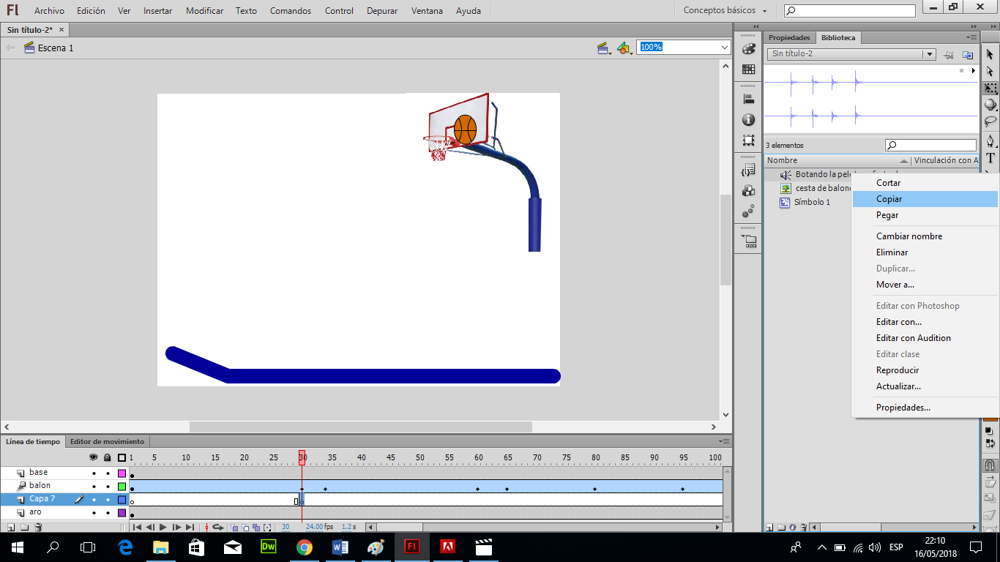 Fl Archivo Edición Ver Insertar Modificar Texto Comandos Control Depurar Ventana Ayuda Conceptos básicos
Sin título-2* ×
Escena 1 100%
Propiedades Biblioteca
Sin título-2
3 elementos
Nombre Vinculación con A
Botando la
cesta de balon
Símbolo 1
Cortar
Copiar
Pegar
Cambiar nombre
Eliminar
Duplicar...
Mover a...
Editar con Photoshop
Editar con...
Editar con Audition
Editar clase
Reproducir
Actualizar...
Propiedades...
T
Línea de tiempo Editor de movimiento
1 5 10 15 20 25 30 35 40 45 50 55 60 65 70 75 80 85 90 95 100
base
balon
Capa 7
aro
30 24.00 fps 1.2 s
Dw Fl ESP 22:10
16/05/2018